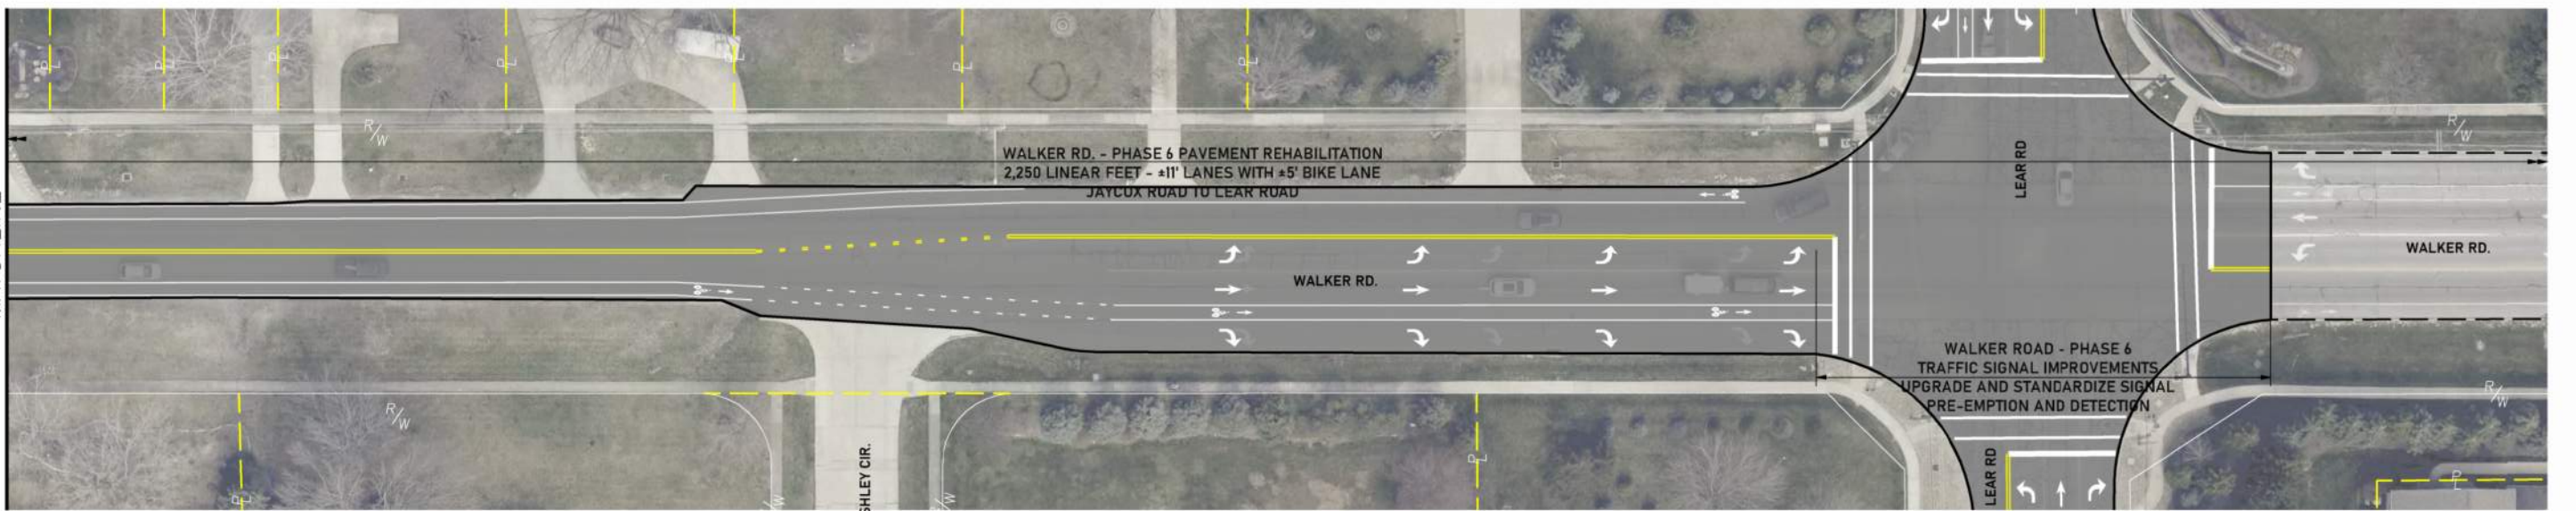 P/L
P/L
P/L
P/L
P/L
P/L
P/L
R/W
R/W
WALKER RD. - PHASE 6 PAVEMENT REHABILITATION
2,250 LINEAR FEET - ±11' LANES WITH ±5' BIKE LANE
JAYCOX ROAD TO LEAR ROAD
LEAR RD
WALKER RD.
WALKER RD.
WALKER ROAD - PHASE 6
TRAFFIC SIGNAL IMPROVEMENTS
UPGRADE AND STANDARDIZE SIGNAL
PRE-EMPTION AND DETECTION
R/W
R/W
SHLEY CIR.
LEAR RD
P/L
P/L
P/L
/W
/W